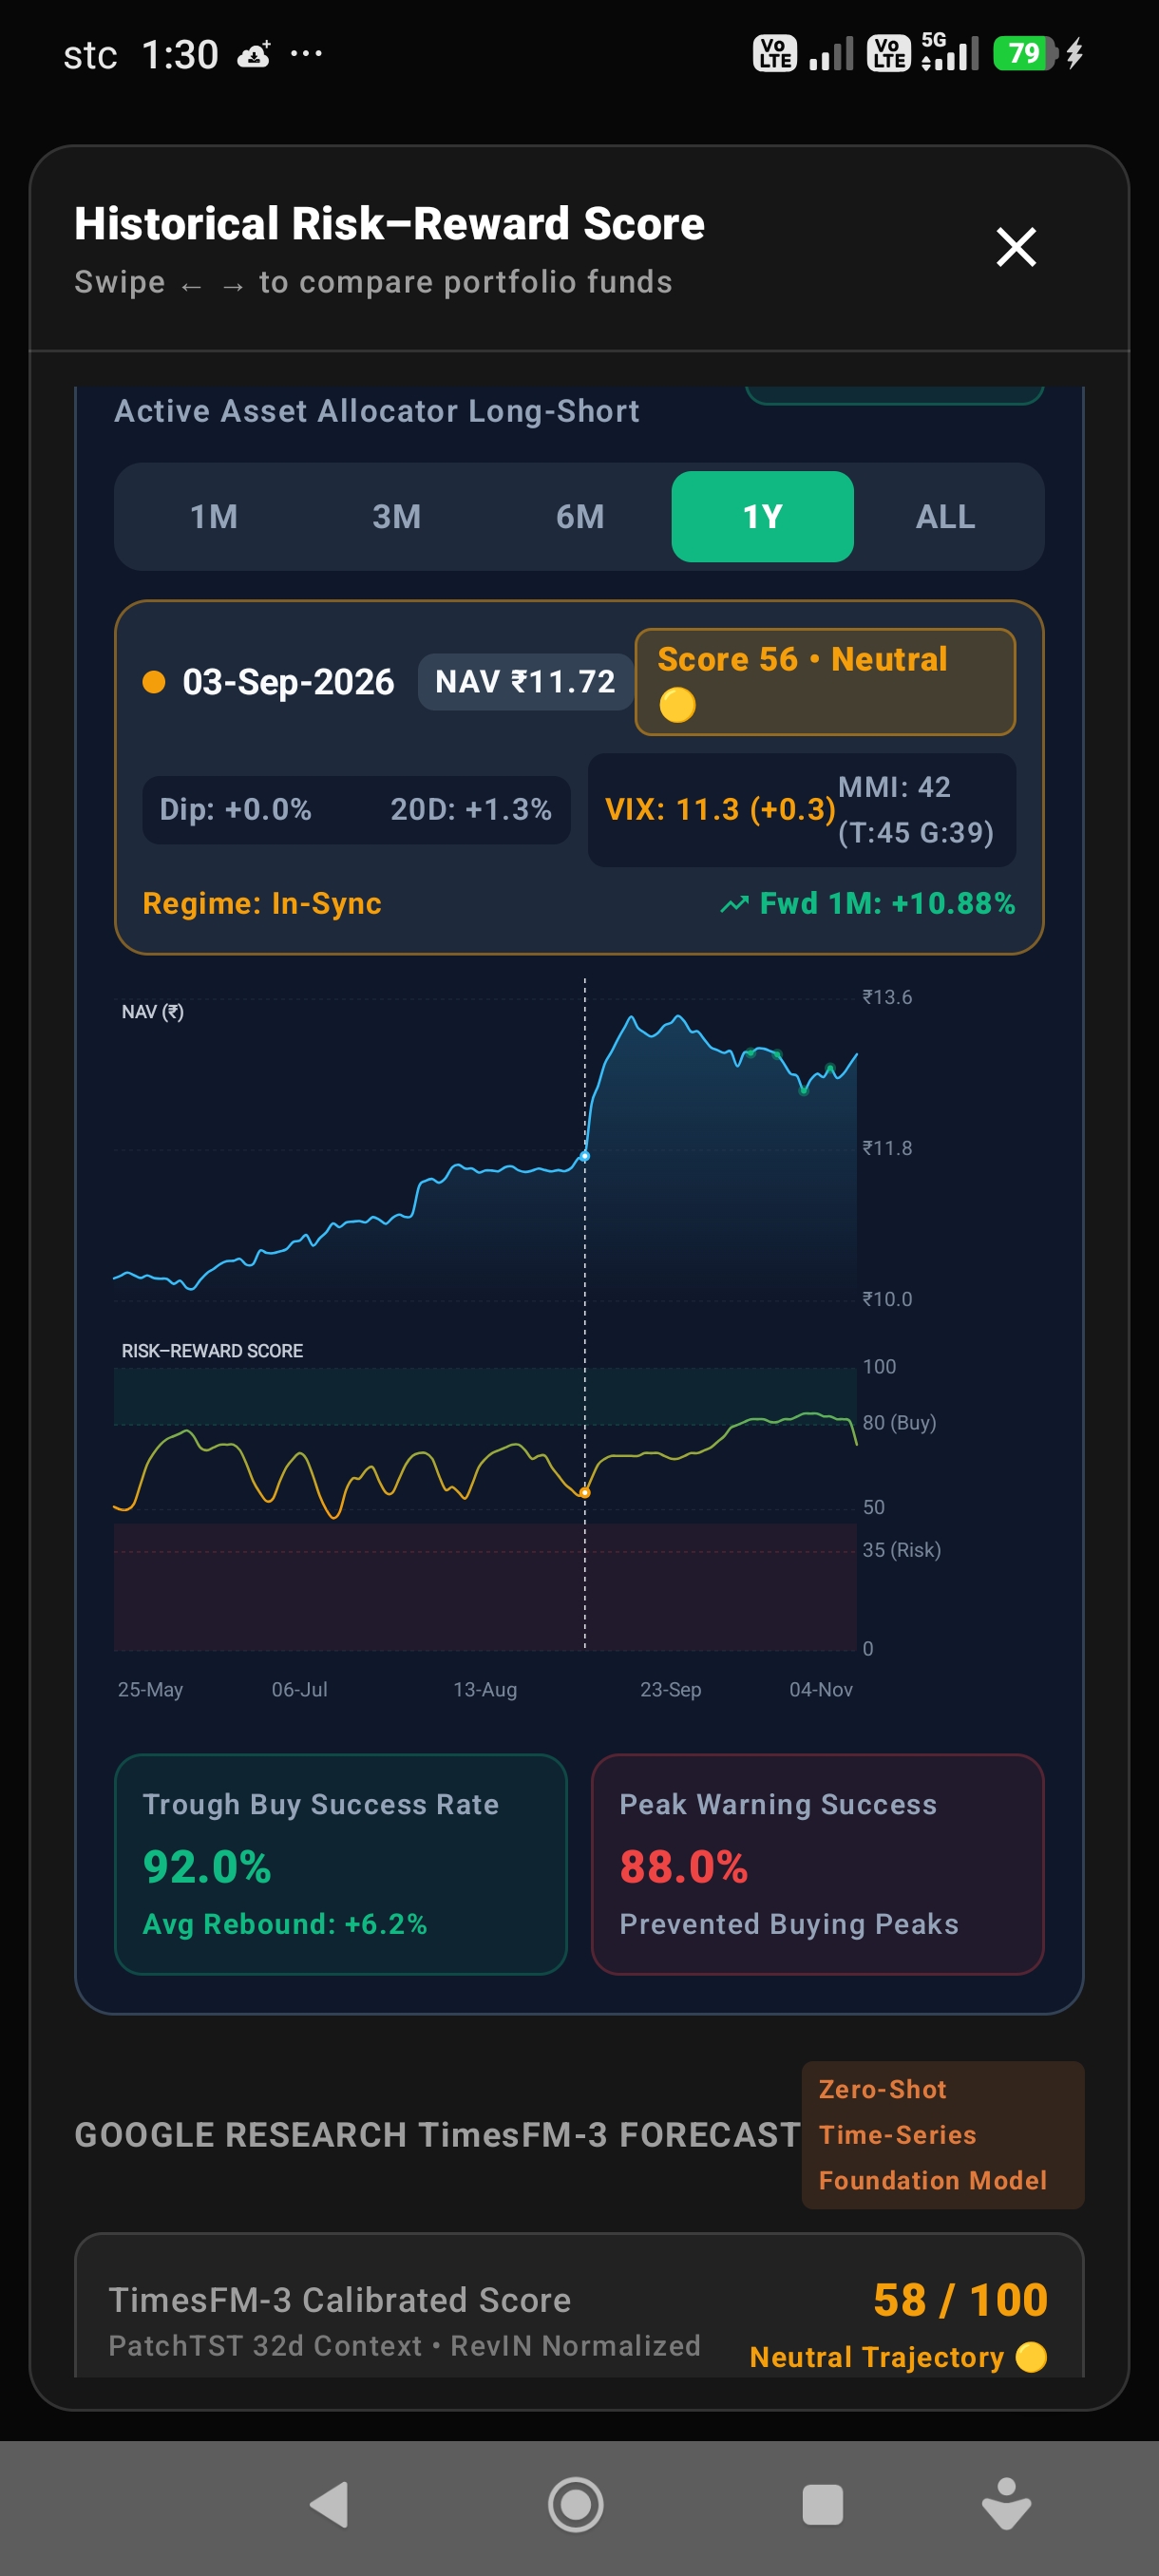 stc 1:30 ...
Vo LTE Vo LTE 5G 79
Historical Risk–Reward Score
Swipe ← → to compare portfolio funds
Active Asset Allocator Long-Short
1M 3M 6M 1Y ALL
03-Sep-2026 NAV ₹11.72 Score 56 • Neutral
Dip: +0.0% 20D: +1.3% VIX: 11.3 (+0.3) MMI: 42
(T:45 G:39)
Regime: In-Sync Fwd 1M: +10.88%
NAV (₹)
₹13.6
₹11.8
₹10.0
RISK–REWARD SCORE
100
80 (Buy)
50
35 (Risk)
0
25-May 06-Jul 13-Aug 23-Sep 04-Nov
Trough Buy Success Rate
92.0%
Avg Rebound: +6.2%
Peak Warning Success
88.0%
Prevented Buying Peaks
GOOGLE RESEARCH TimesFM-3 FORECAST
Zero-Shot
Time-Series
Foundation Model
TimesFM-3 Calibrated Score
58 / 100
PatchTST 32d Context • RevIN Normalized
Neutral Trajectory